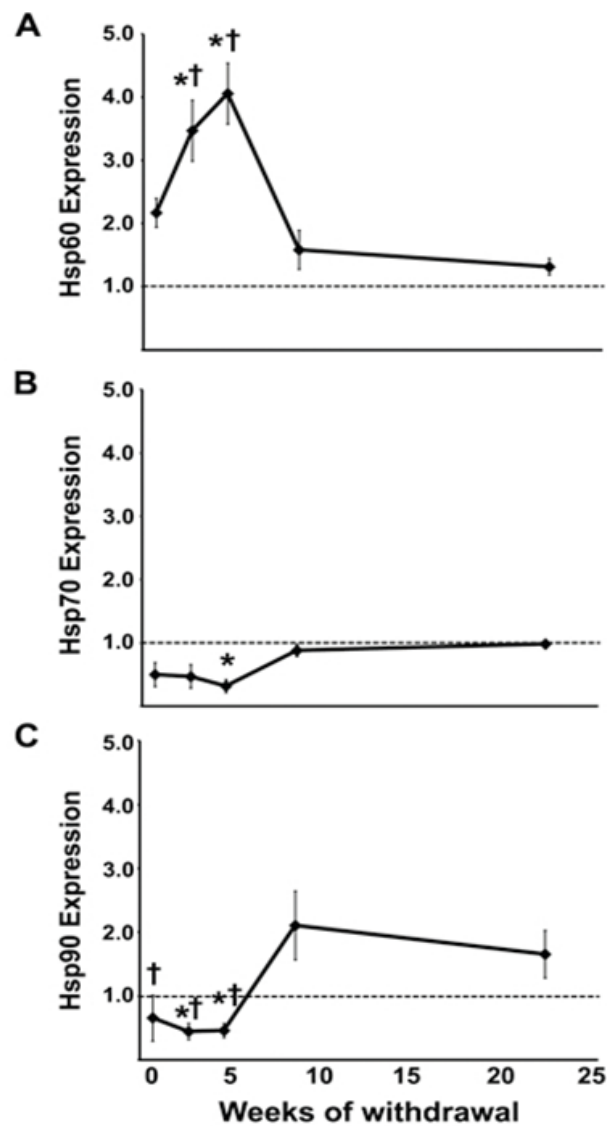 A
Hsp60 Expression
5.0
4.0
3.0
2.0
1.0
*†
*†
B
Hsp70 Expression
5.0
4.0
3.0
2.0
1.0
*
C
Hsp90 Expression
5.0
4.0
3.0
2.0
1.0
†
*†
*†
0 5 10 15 20 25
Weeks of withdrawal